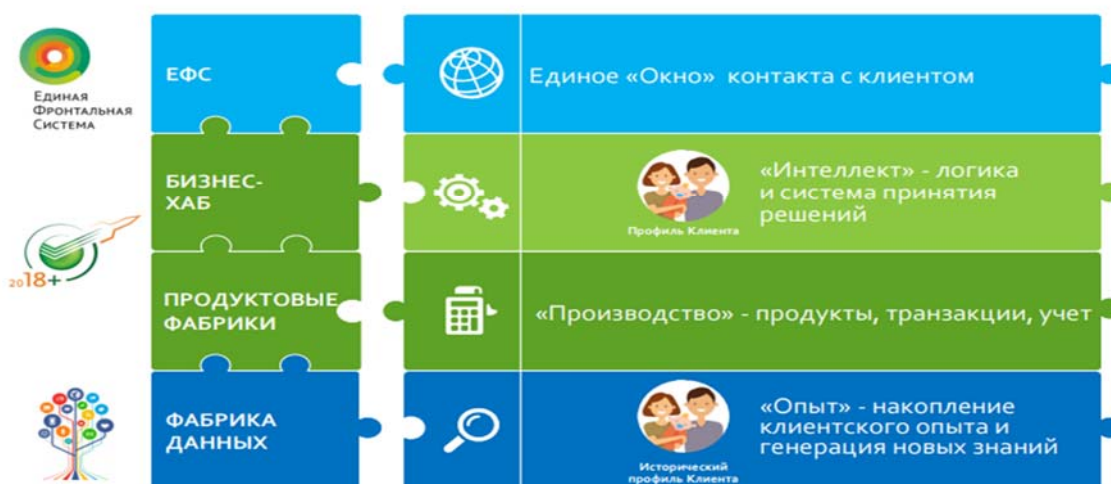 ЕДИНАЯ
ФРОНТАЛЬНАЯ
СИСТЕМА
ЕФС
Единое «Окно» контакта с клиентом
БИЗНЕС-
ХАБ
Профиль Клиента
«Интеллект» - логика
и система принятия
решений
2018+
ПРОДУКТОВЫЕ
ФАБРИКИ
«Производство» - продукты, транзакции, учет
ФАБРИКА
ДАННЫХ
Исторический
профиль Клиента
«Опыт» - накопление
клиентского опыта и
генерация новых знаний